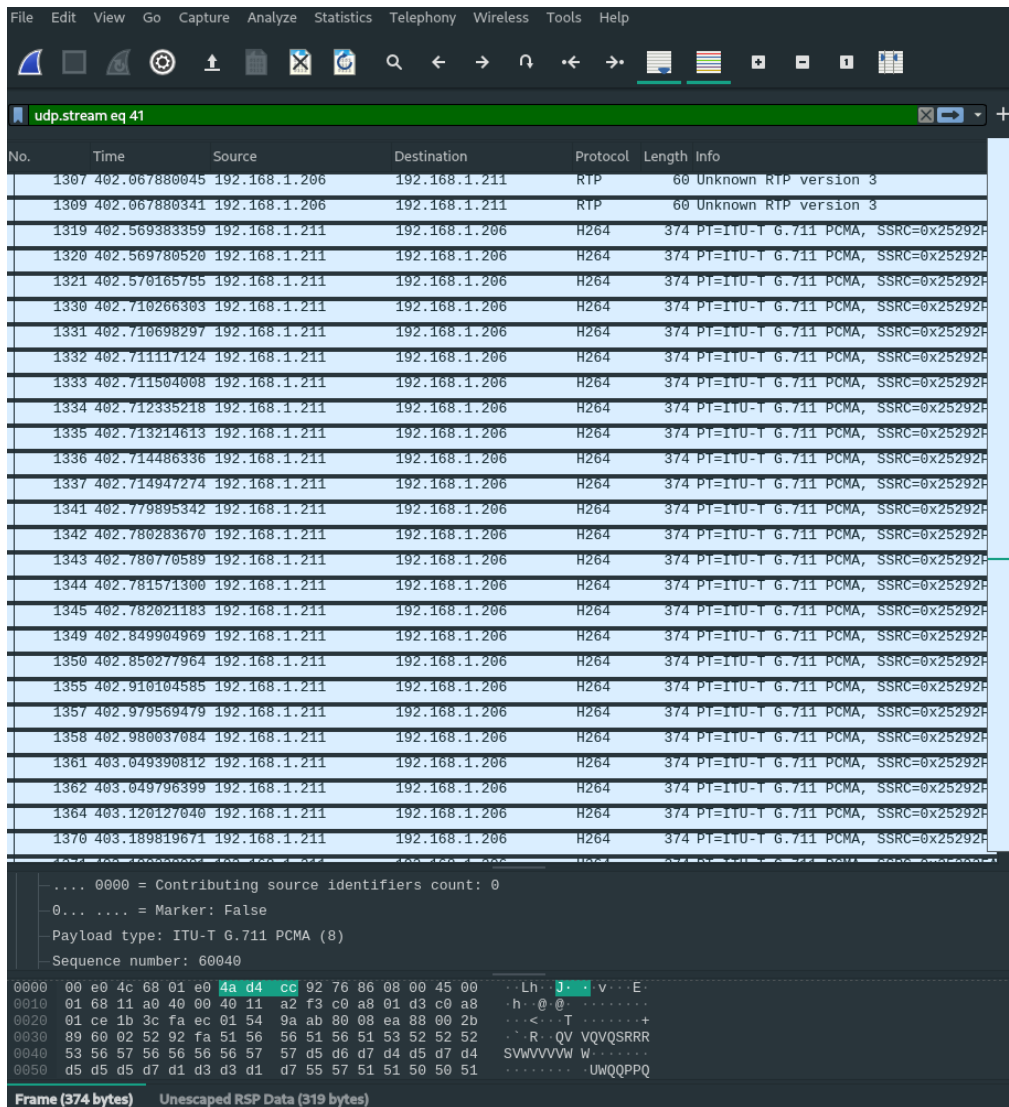 File Edit View Go Capture Analyze Statistics Telephony Wireless Tools Help
udp.stream eq 41
No. Time Source Destination Protocol Length Info
1307 402.067880045 192.168.1.206 192.168.1.211 RTP 60 Unknown RTP version 3
1309 402.067880341 192.168.1.206 192.168.1.211 RTP 60 Unknown RTP version 3
1319 402.569383359 192.168.1.211 192.168.1.206 H264 374 PT=ITU-T G.711 PCMA, SSRC=0x25292F
1320 402.569780520 192.168.1.211 192.168.1.206 H264 374 PT=ITU-T G.711 PCMA, SSRC=0x25292F
1321 402.570165755 192.168.1.211 192.168.1.206 H264 374 PT=ITU-T G.711 PCMA, SSRC=0x25292F
1330 402.710266303 192.168.1.211 192.168.1.206 H264 374 PT=ITU-T G.711 PCMA, SSRC=0x25292F
1331 402.710698297 192.168.1.211 192.168.1.206 H264 374 PT=ITU-T G.711 PCMA, SSRC=0x25292F
1332 402.711117124 192.168.1.211 192.168.1.206 H264 374 PT=ITU-T G.711 PCMA, SSRC=0x25292F
1333 402.711504008 192.168.1.211 192.168.1.206 H264 374 PT=ITU-T G.711 PCMA, SSRC=0x25292F
1334 402.712335218 192.168.1.211 192.168.1.206 H264 374 PT=ITU-T G.711 PCMA, SSRC=0x25292F
1335 402.713214613 192.168.1.211 192.168.1.206 H264 374 PT=ITU-T G.711 PCMA, SSRC=0x25292F
1336 402.714486336 192.168.1.211 192.168.1.206 H264 374 PT=ITU-T G.711 PCMA, SSRC=0x25292F
1337 402.714947274 192.168.1.211 192.168.1.206 H264 374 PT=ITU-T G.711 PCMA, SSRC=0x25292F
1341 402.779895342 192.168.1.211 192.168.1.206 H264 374 PT=ITU-T G.711 PCMA, SSRC=0x25292F
1342 402.780283670 192.168.1.211 192.168.1.206 H264 374 PT=ITU-T G.711 PCMA, SSRC=0x25292F
1343 402.780770589 192.168.1.211 192.168.1.206 H264 374 PT=ITU-T G.711 PCMA, SSRC=0x25292F
1344 402.781571300 192.168.1.211 192.168.1.206 H264 374 PT=ITU-T G.711 PCMA, SSRC=0x25292F
1345 402.782021183 192.168.1.211 192.168.1.206 H264 374 PT=ITU-T G.711 PCMA, SSRC=0x25292F
1349 402.849904969 192.168.1.211 192.168.1.206 H264 374 PT=ITU-T G.711 PCMA, SSRC=0x25292F
1350 402.850277964 192.168.1.211 192.168.1.206 H264 374 PT=ITU-T G.711 PCMA, SSRC=0x25292F
1355 402.910104585 192.168.1.211 192.168.1.206 H264 374 PT=ITU-T G.711 PCMA, SSRC=0x25292F
1357 402.979569479 192.168.1.211 192.168.1.206 H264 374 PT=ITU-T G.711 PCMA, SSRC=0x25292F
1358 402.980037084 192.168.1.211 192.168.1.206 H264 374 PT=ITU-T G.711 PCMA, SSRC=0x25292F
1361 403.049390812 192.168.1.211 192.168.1.206 H264 374 PT=ITU-T G.711 PCMA, SSRC=0x25292F
1362 403.049796399 192.168.1.211 192.168.1.206 H264 374 PT=ITU-T G.711 PCMA, SSRC=0x25292F
1364 403.120127040 192.168.1.211 192.168.1.206 H264 374 PT=ITU-T G.711 PCMA, SSRC=0x25292F
1370 403.189819671 192.168.1.211 192.168.1.206 H264 374 PT=ITU-T G.711 PCMA, SSRC=0x25292F
.... 0000 = Contributing source identifiers count: 0
0... .... = Marker: False
Payload type: ITU-T G.711 PCMA (8)
Sequence number: 60040
0000 00 e0 4c 68 01 e0 4a d4 cc 92 76 86 08 00 45 00 ··Lh··J···v···E·
0010 01 68 11 a0 40 00 40 11 a2 f3 c0 a8 01 d3 c0 a8 ·h··@·@·········
0020 01 ce 1b 3c fa ec 01 54 9a ab 80 08 ea 88 00 2b ···<···T·······+
0030 89 60 02 52 92 fa 51 56 56 51 56 51 53 52 52 52 ·`·R··QV VQVQSRRR
0040 53 56 57 56 56 56 56 57 57 d5 d6 d7 d4 d5 d7 d4 SVWVVVVW W·······
0050 d5 d5 d5 d7 d1 d3 d3 d1 d7 55 57 51 51 50 50 51 ········ ·UWQQPPQ
Frame (374 bytes) Unescaped RSP Data (319 bytes)